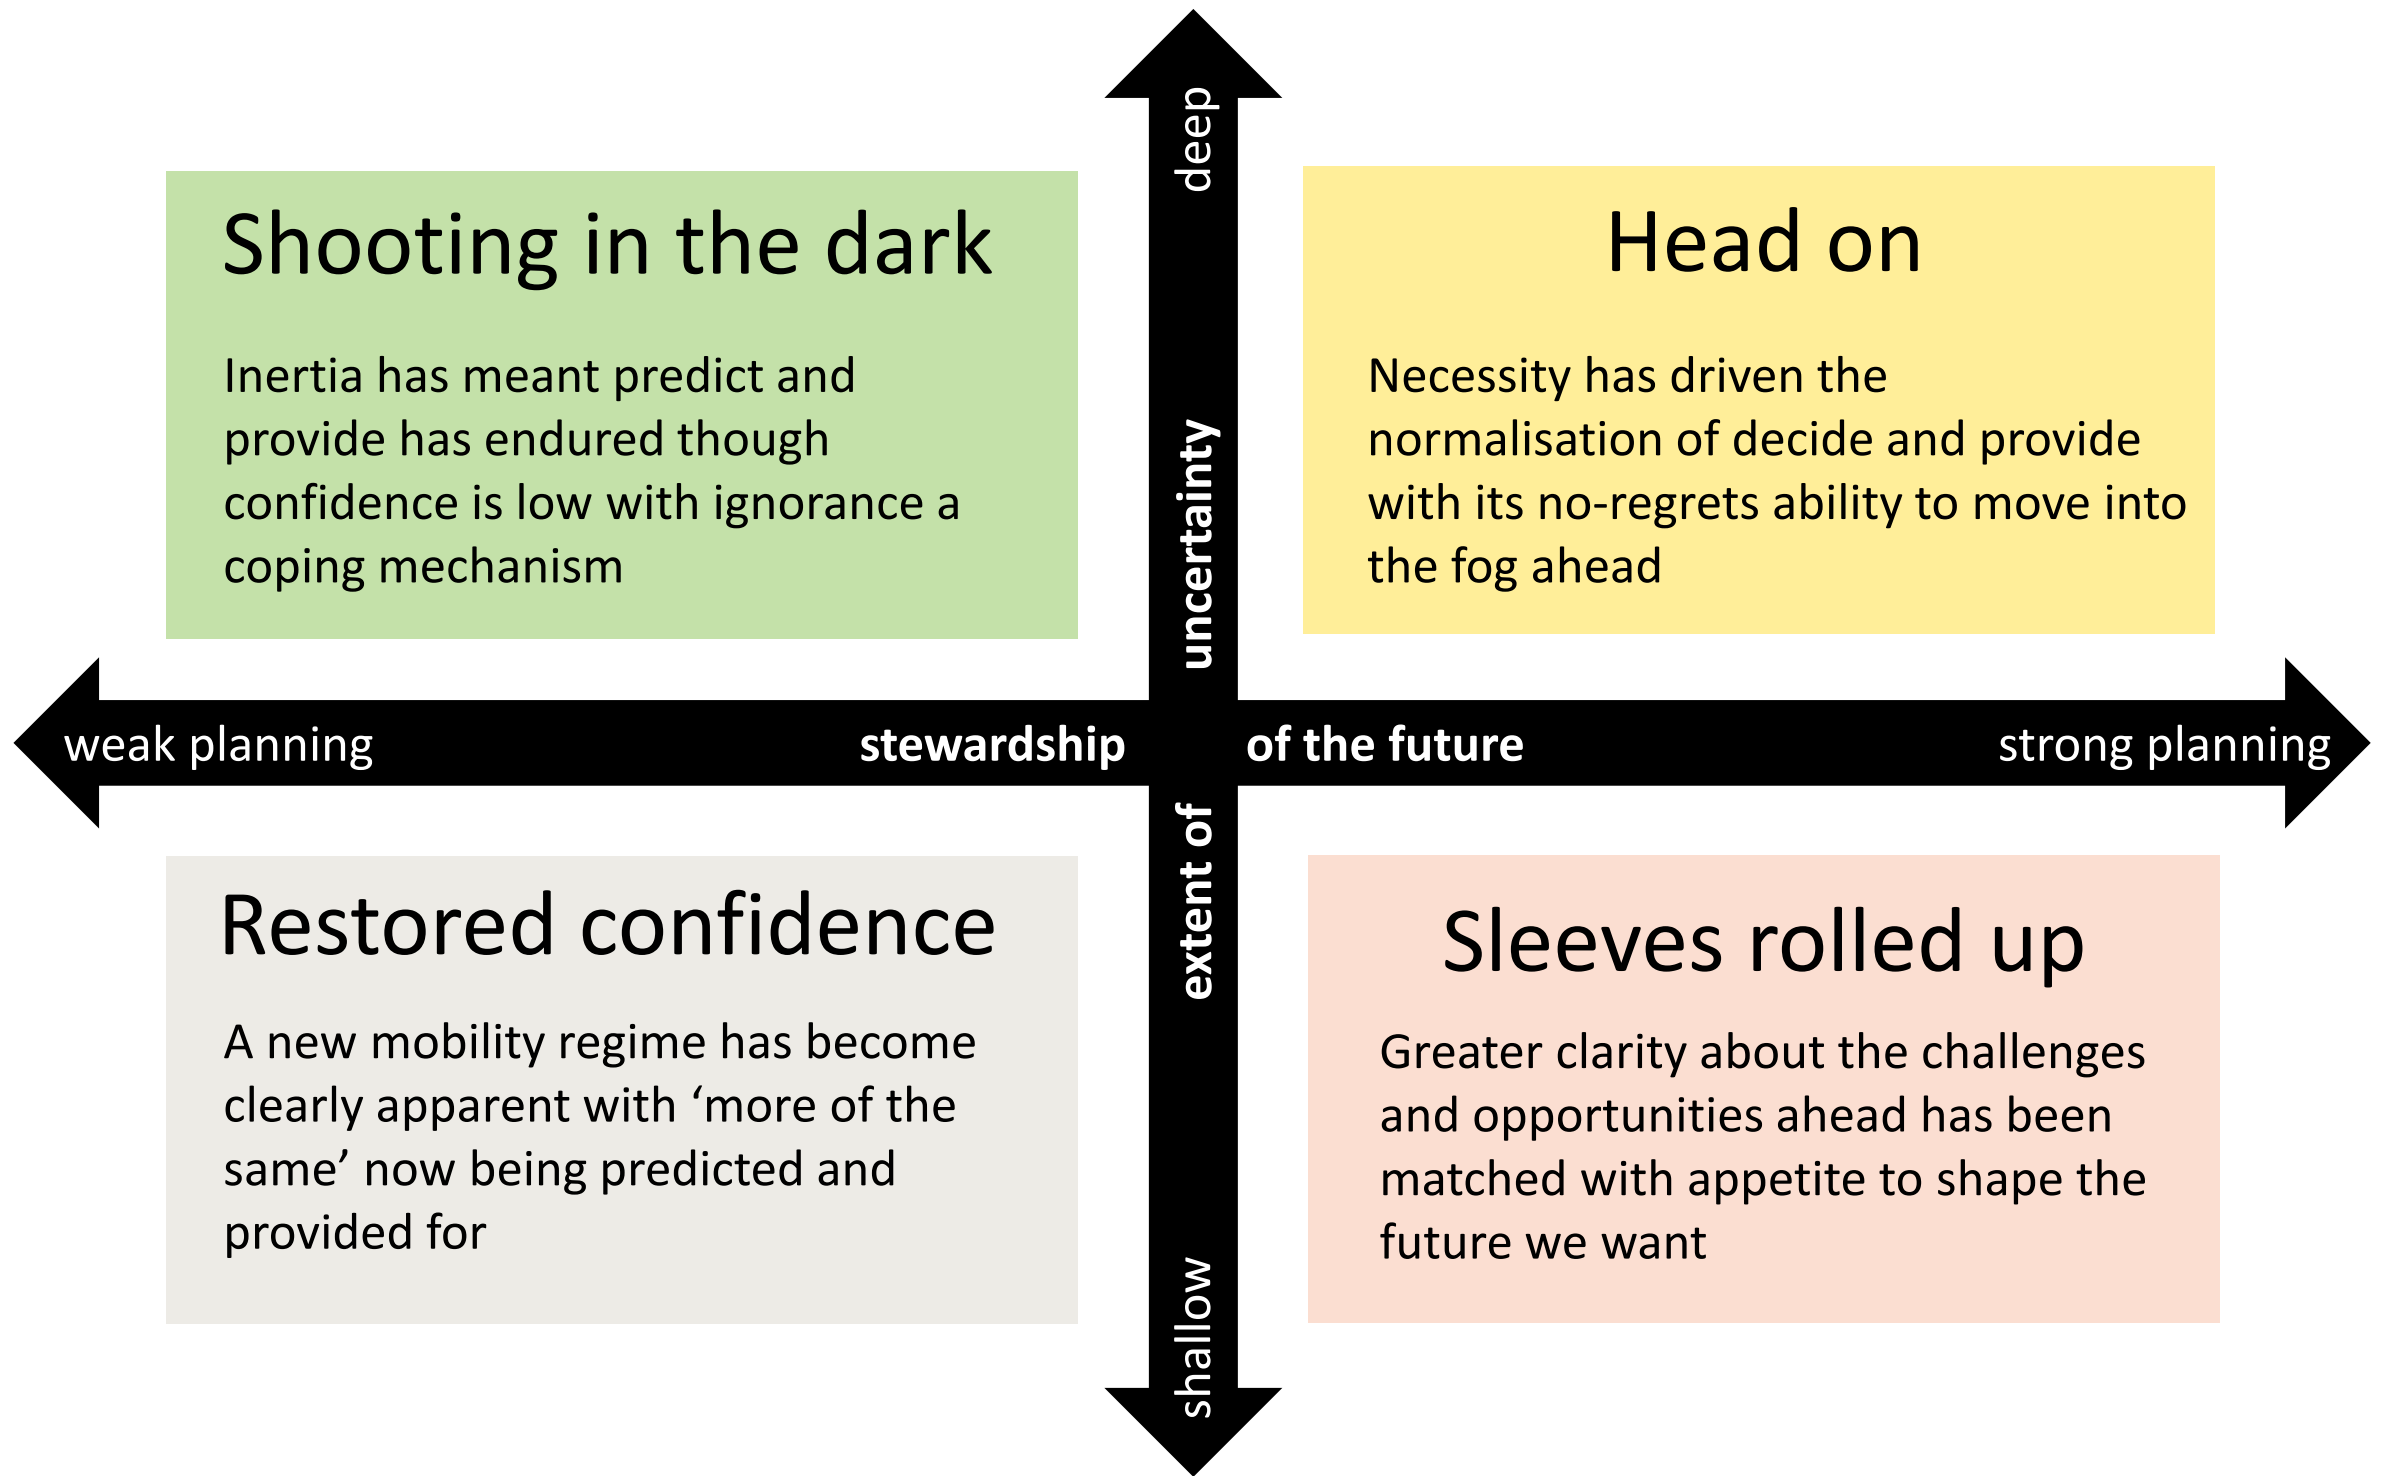 deep
Shooting in the dark
Inertia has meant predict and
provide has endured though
confidence is low with ignorance a
coping mechanism
Head on
Necessity has driven the
normalisation of decide and provide
with its no-regrets ability to move into
the fog ahead
extent of uncertainty
weak planning
stewardship of the future
strong planning
Restored confidence
A new mobility regime has become
clearly apparent with ‘more of the
same’ now being predicted and
provided for
Sleeves rolled up
Greater clarity about the challenges
and opportunities ahead has been
matched with appetite to shape the
future we want
shallow